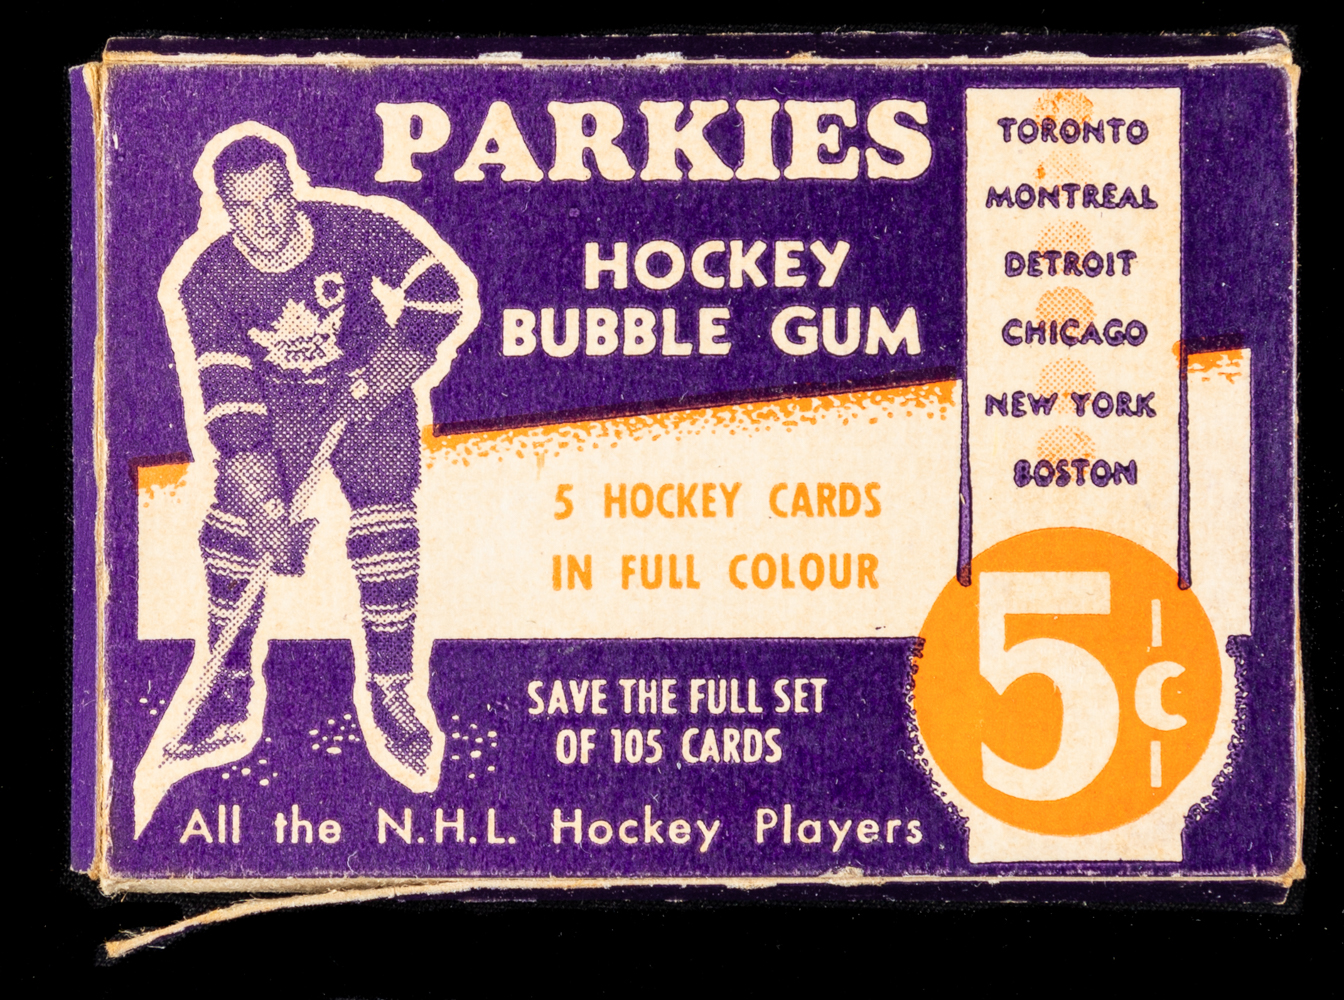 PARKIES
HOCKEY
BUBBLE GUM
5 HOCKEY CARDS
IN FULL COLOUR
SAVE THE FULL SET
OF 105 CARDS
All the N.H.L. Hockey Players
TORONTO
MONTREAL
DETROIT
CHICAGO
NEW YORK
BOSTON
5¢
C